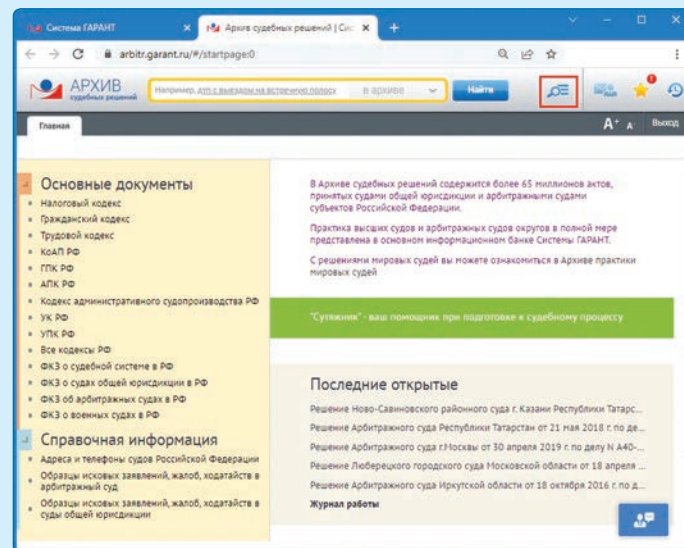 Система ГАРАНТ
Архив судебных решений | Сис
arbitr.garant.ru/#/startpage:0
АРХИВ
судебных решений
Например, дтп с выездом на встречную полосу
в архиве
Найти
Главная
А+ А- Выход
Основные документы
Налоговый кодекс
Гражданский кодекс
Трудовой кодекс
КоАП РФ
ГПК РФ
АПК РФ
Кодекс административного судопроизводства РФ
УК РФ
УПК РФ
Все кодексы РФ
ФКЗ о судебной системе в РФ
ФКЗ о судах общей юрисдикции в РФ
ФКЗ об арбитражных судах в РФ
ФКЗ о военных судах в РФ
Справочная информация
Адреса и телефоны судов Российской Федерации
Образцы исковых заявлений, жалоб, ходатайств в
арбитражный суд
Образцы исковых заявлений, жалоб, ходатайств в
суды общей юрисдикции
В Архиве судебных решений содержится более 65 миллионов актов,
принятых судами общей юрисдикции и арбитражными судами
субъектов Российской Федерации.
Практика высших судов и арбитражных судов округов в полной мере
представлена в основном информационном банке Системы ГАРАНТ.
С решениями мировых судей вы можете ознакомиться в Архиве практики
мировых судей
"Сутяжник" - ваш помощник при подготовке к судебному процессу
Последние открытые
Решение Ново-Савиновского районного суда г. Казани Республики Татарс...
Решение Арбитражного суда Республики Татарстан от 21 мая 2018 г. по де...
Решение Арбитражного суда г.Москвы от 30 апреля 2019 г. по делу N А40-...
Решение Люберецкого городского суда Московской области от 18 апреля ...
Решение Арбитражного суда Иркутской области от 18 октября 2016 г. по д...
Журнал работы